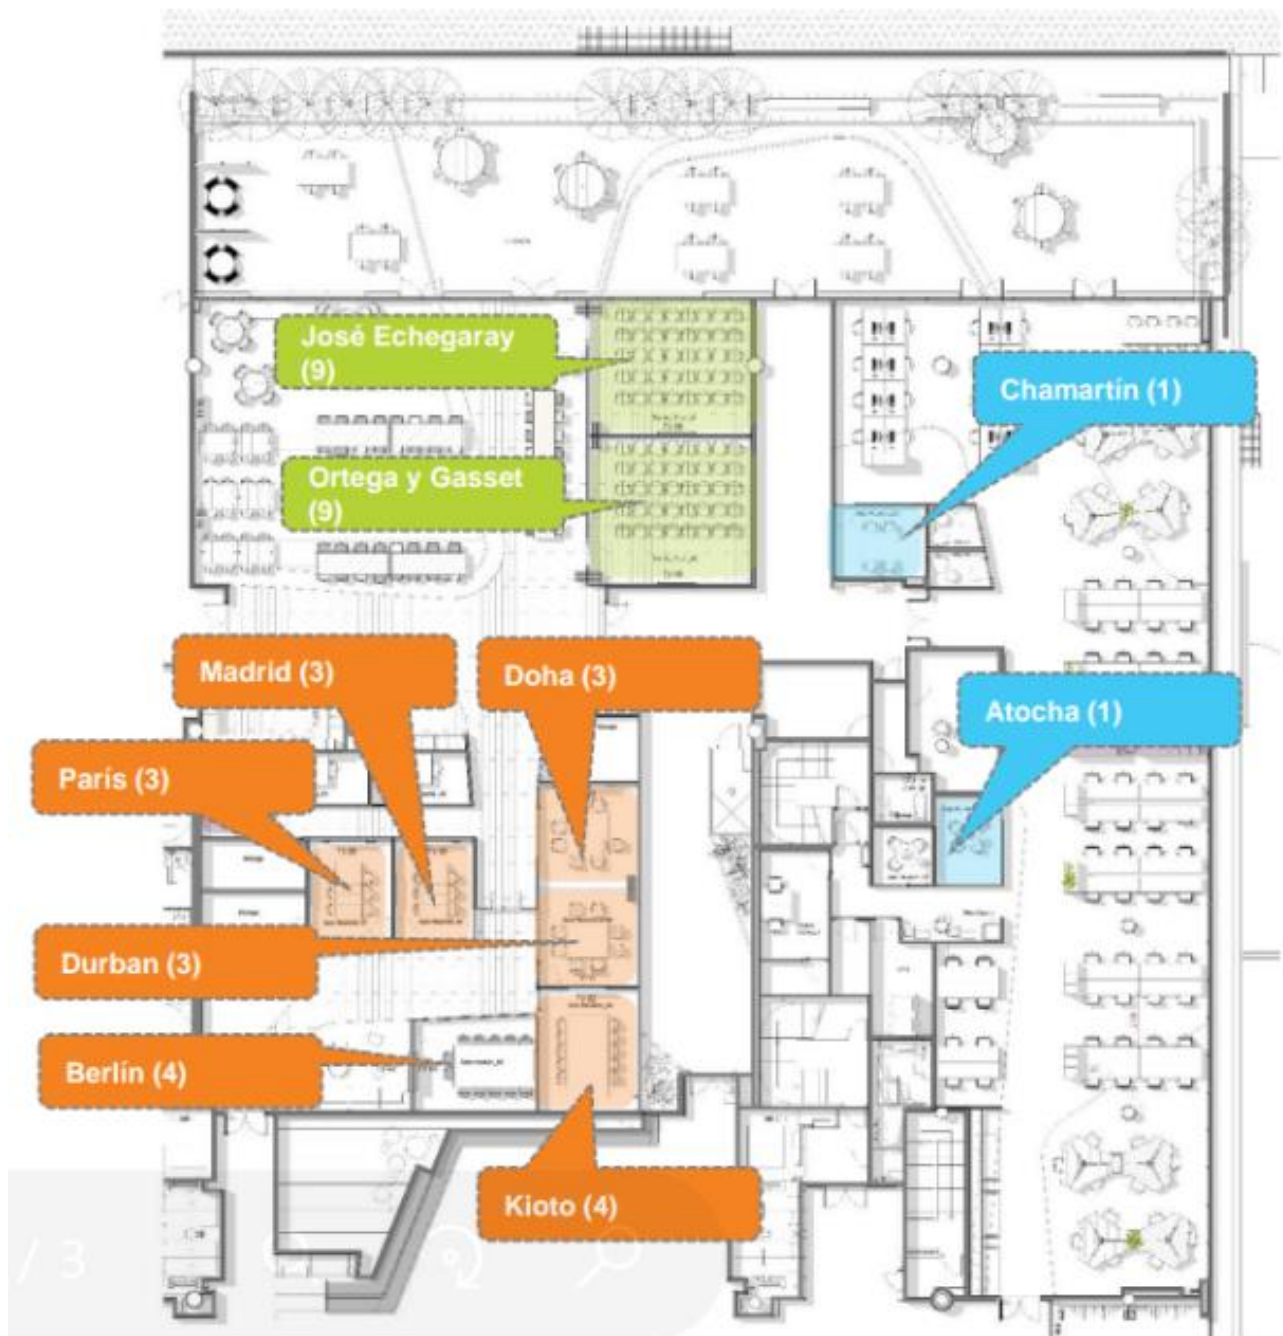 José Echegaray
(9)
Chamartín (1)
Ortega y Gasset
(9)
Madrid (3)
Doha (3)
Atocha (1)
París (3)
Durban (3)
Berlín (4)
Kioto (4)
/ 3